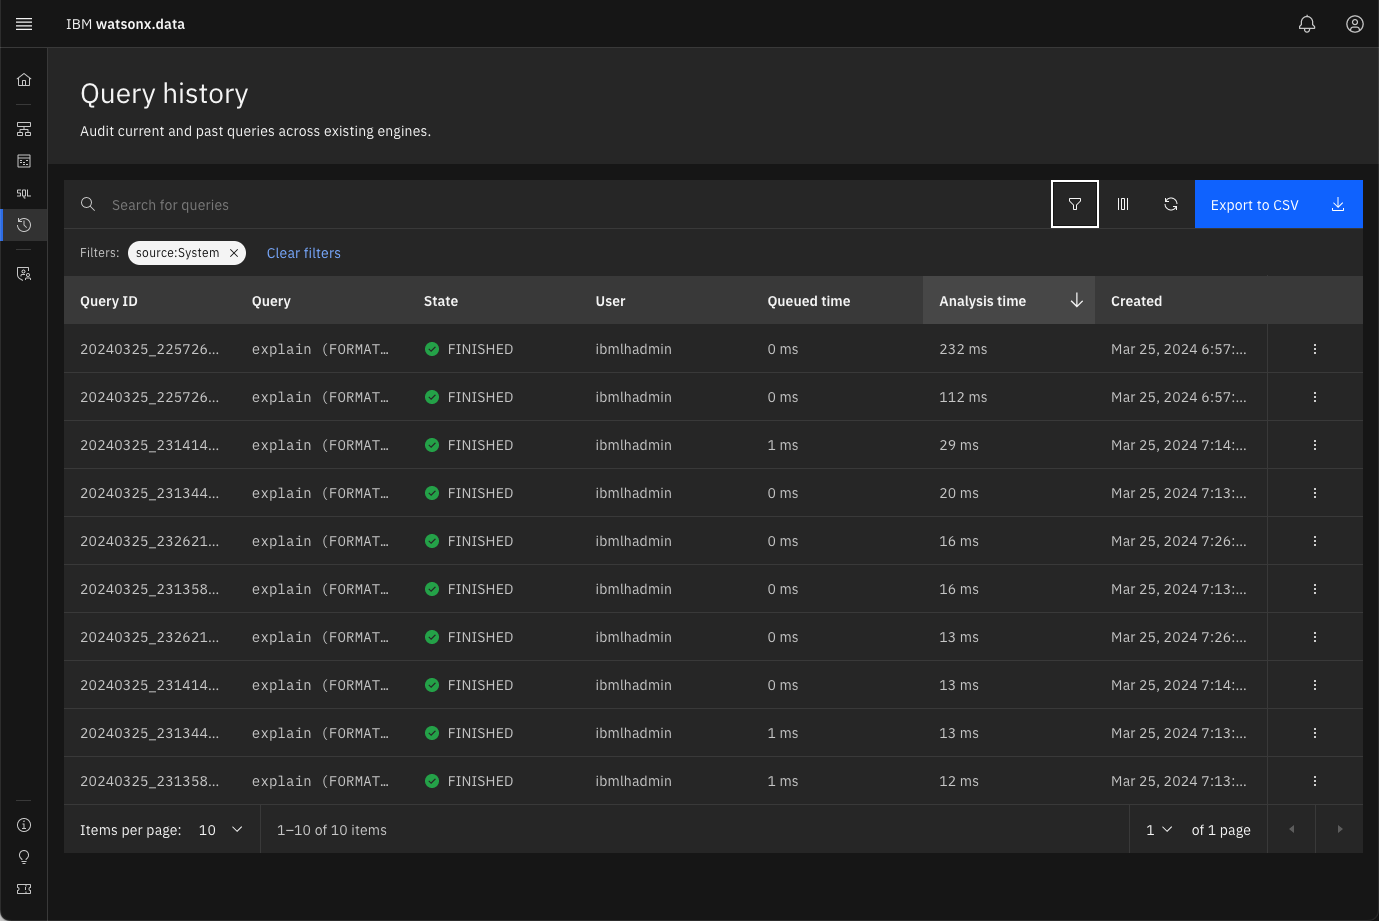 IBM watsonx.data
Query history
Audit current and past queries across existing engines.
SQL
Search for queries
Export to CSV
Filters: source:System Clear filters
Query ID Query State User Queued time Analysis time Created
20240325_225726... explain (FORMAT... FINISHED ibmlhadmin 0 ms 232 ms Mar 25, 2024 6:57:...
20240325_225726... explain (FORMAT... FINISHED ibmlhadmin 0 ms 112 ms Mar 25, 2024 6:57:...
20240325_231414... explain (FORMAT... FINISHED ibmlhadmin 1 ms 29 ms Mar 25, 2024 7:14:...
20240325_231344... explain (FORMAT... FINISHED ibmlhadmin 0 ms 20 ms Mar 25, 2024 7:13:...
20240325_232621... explain (FORMAT... FINISHED ibmlhadmin 0 ms 16 ms Mar 25, 2024 7:26:...
20240325_231358... explain (FORMAT... FINISHED ibmlhadmin 0 ms 16 ms Mar 25, 2024 7:13:...
20240325_232621... explain (FORMAT... FINISHED ibmlhadmin 0 ms 13 ms Mar 25, 2024 7:26:...
20240325_231414... explain (FORMAT... FINISHED ibmlhadmin 0 ms 13 ms Mar 25, 2024 7:14:...
20240325_231344... explain (FORMAT... FINISHED ibmlhadmin 1 ms 13 ms Mar 25, 2024 7:13:...
20240325_231358... explain (FORMAT... FINISHED ibmlhadmin 1 ms 12 ms Mar 25, 2024 7:13:...
Items per page: 10 1–10 of 10 items 1 of 1 page